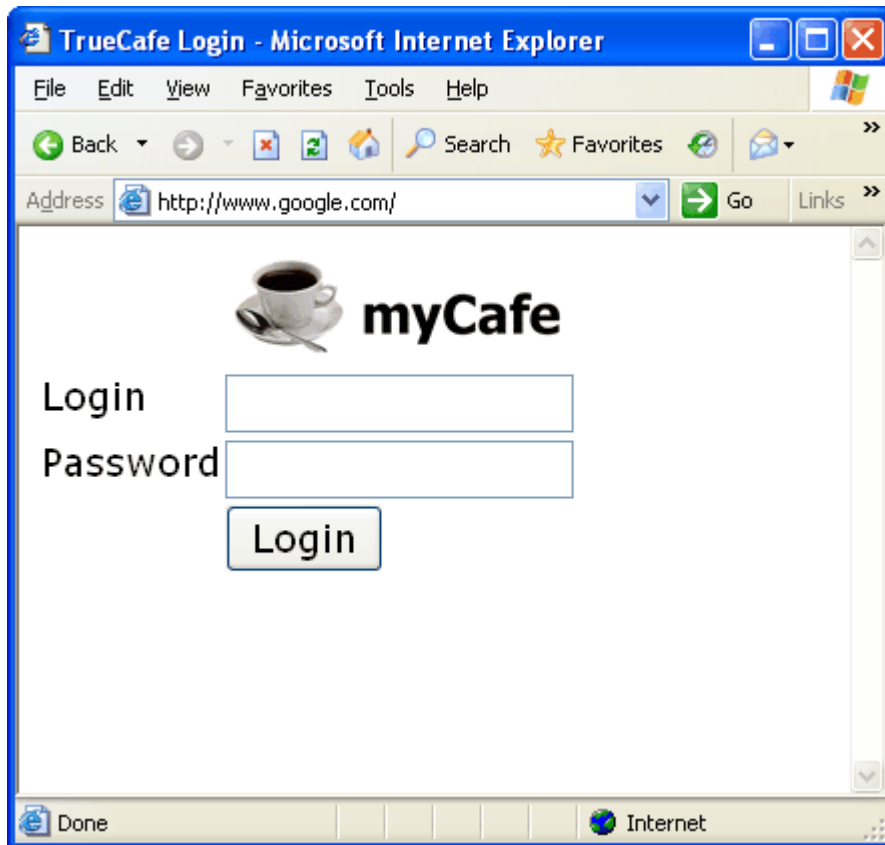 TrueCafe Login - Microsoft Internet Explorer
File Edit View Favorites Tools Help
Back Search Favorites »
Address http://www.google.com/ Go Links »
myCafe
Login
Password
Login
Done Internet